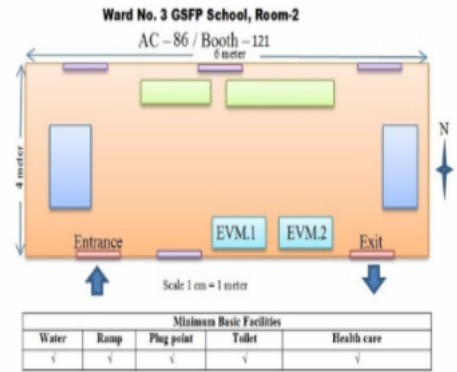 Ward No. 3 GSFP School, Room-2
AC – 86 / Booth – 121
6 meter
4 meter
N
EVM.1 EVM.2
Entrance Exit
Scale 1 cm = 1 meter
Minimum Basic Facilities
Water Ramp Plug point Toilet Health care
√ √ √ √ √